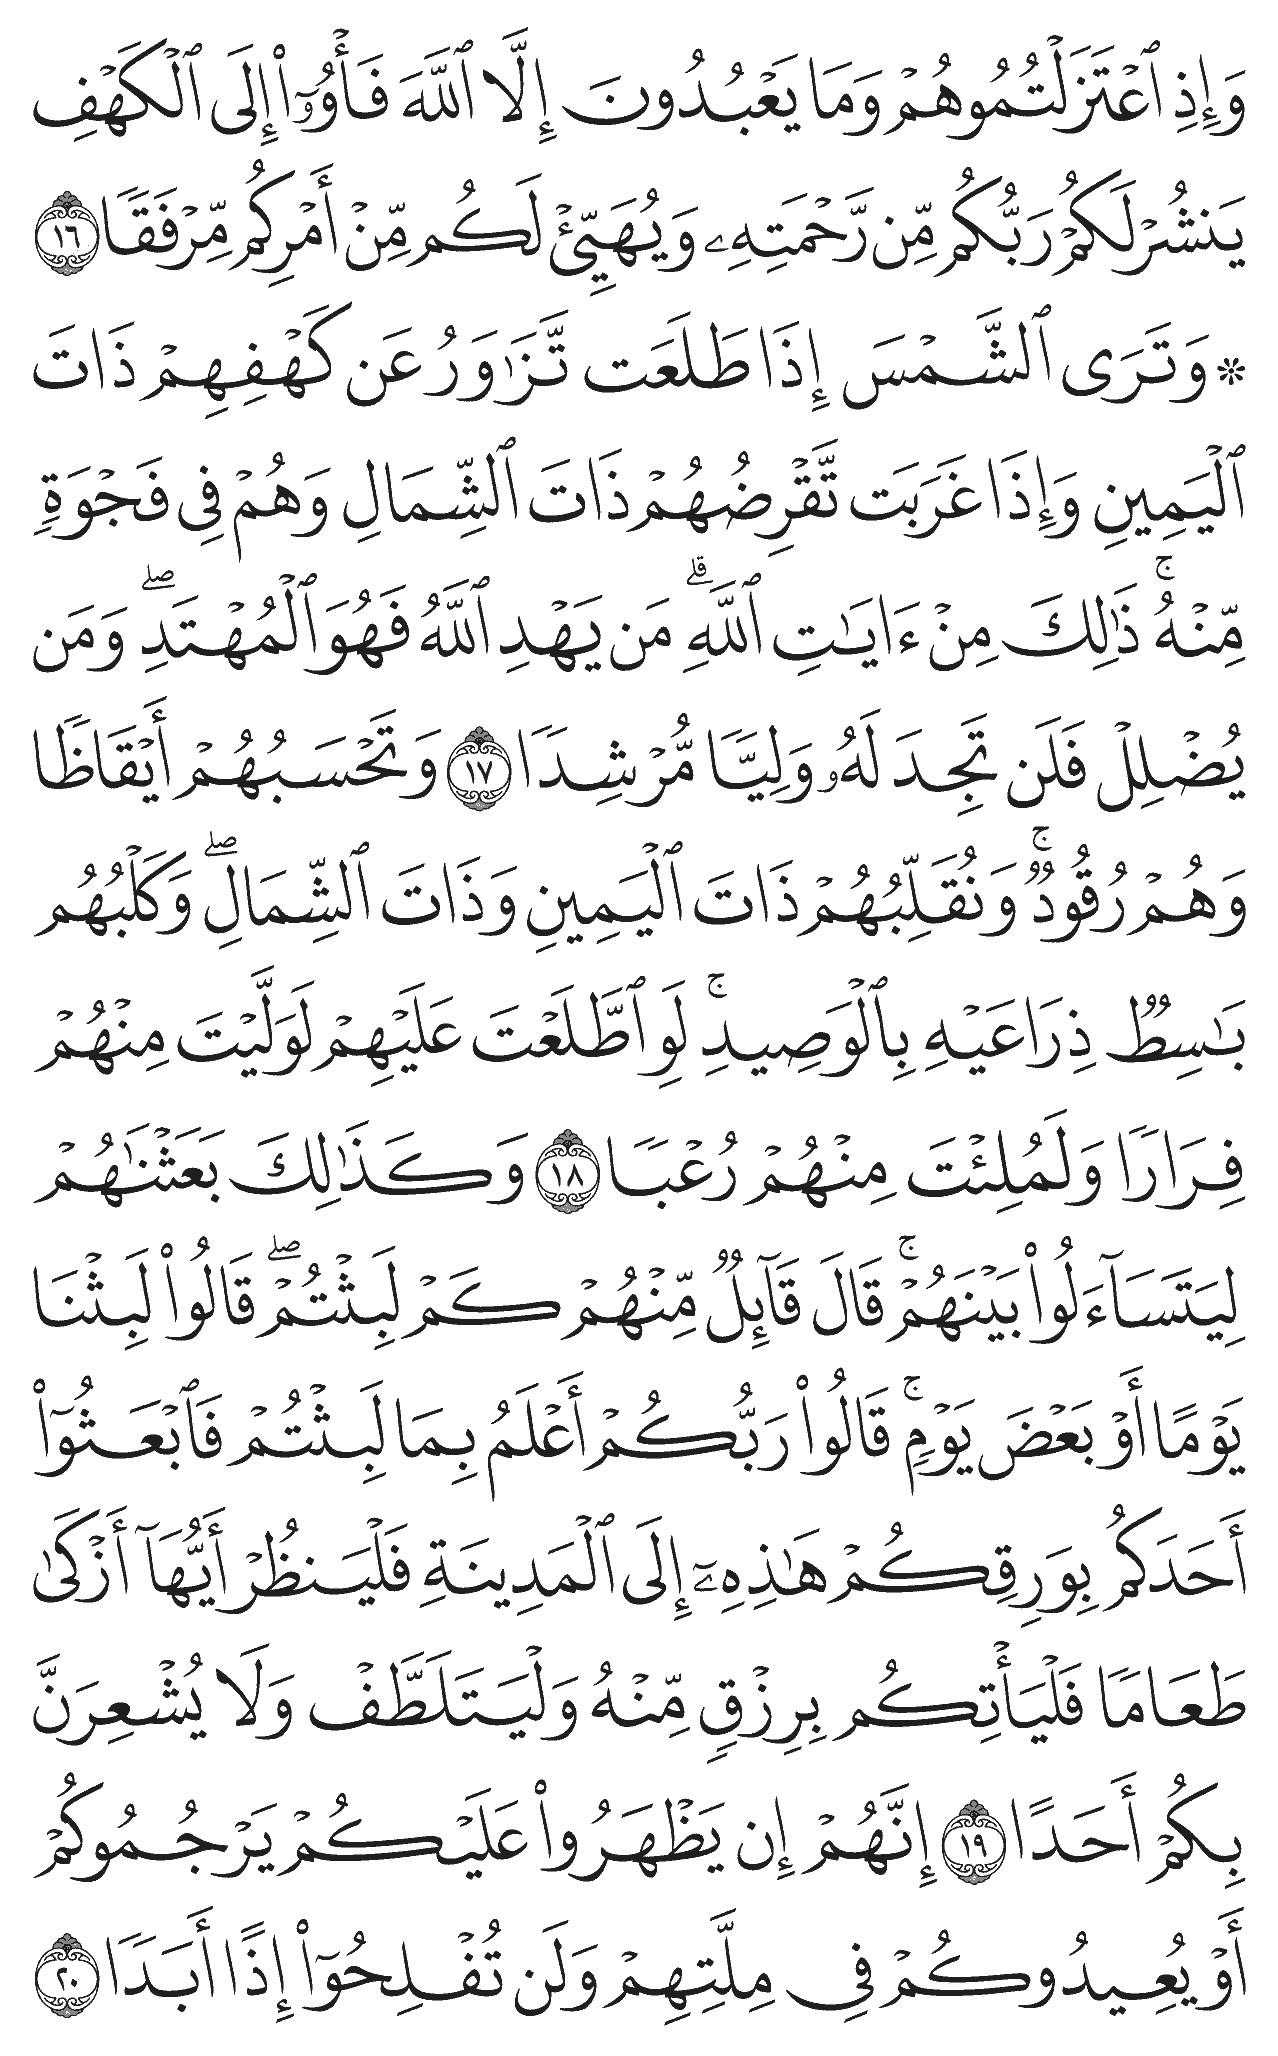 وَإِذِ ٱعۡتَزَلۡتُمُوهُمۡ وَمَا يَعۡبُدُونَ إِلَّا ٱللَّهَ فَأۡوُۥٓاْ إِلَى ٱلۡكَهۡفِ
يَنشُرۡ لَكُمۡ رَبُّكُم مِّن رَّحۡمَتِهِۦ وَيُهَيِّئۡ لَكُم مِّنۡ أَمۡرِكُم مِّرۡفَقٗا ١٦
۞ وَتَرَى ٱلشَّمۡسَ إِذَا طَلَعَت تَّزَٰوَرُ عَن كَهۡفِهِمۡ ذَاتَ
ٱلۡيَمِينِ وَإِذَا غَرَبَت تَّقۡرِضُهُمۡ ذَاتَ ٱلشِّمَالِ وَهُمۡ فِي فَجۡوَةٖ
مِّنۡهُۚ ذَٰلِكَ مِنۡ ءَايَٰتِ ٱللَّهِۗ مَن يَهۡدِ ٱللَّهُ فَهُوَ ٱلۡمُهۡتَدِۖ وَمَن
يُضۡلِلۡ فَلَن تَجِدَ لَهُۥ وَلِيّٗا مُّرۡشِدٗا ١٧ وَتَحۡسَبُهُمۡ أَيۡقَاظٗا
وَهُمۡ رُقُودٞۚ وَنُقَلِّبُهُمۡ ذَاتَ ٱلۡيَمِينِ وَذَاتَ ٱلشِّمَالِۖ وَكَلۡبُهُم
بَٰسِطٞ ذِرَاعَيۡهِ بِٱلۡوَصِيدِۚ لَوِ ٱطَّلَعۡتَ عَلَيۡهِمۡ لَوَلَّيۡتَ مِنۡهُمۡ
فِرَارٗا وَلَمُلِئۡتَ مِنۡهُمۡ رُعۡبٗا ١٨ وَكَذَٰلِكَ بَعَثۡنَٰهُمۡ
لِيَتَسَآءَلُواْ بَيۡنَهُمۡۚ قَالَ قَآئِلٞ مِّنۡهُمۡ كَمۡ لَبِثۡتُمۡۖ قَالُواْ لَبِثۡنَا
يَوۡمًا أَوۡ بَعۡضَ يَوۡمٖۚ قَالُواْ رَبُّكُمۡ أَعۡلَمُ بِمَا لَبِثۡتُمۡ فَٱبۡعَثُوٓاْ
أَحَدَكُم بِوَرِقِكُمۡ هَٰذِهِۦٓ إِلَى ٱلۡمَدِينَةِ فَلۡيَنظُرۡ أَيُّهَآ أَزۡكَىٰ
طَعَامٗا فَلۡيَأۡتِكُم بِرِزۡقٖ مِّنۡهُ وَلۡيَتَلَطَّفۡ وَلَا يُشۡعِرَنَّ
بِكُمۡ أَحَدًا ١٩ إِنَّهُمۡ إِن يَظۡهَرُواْ عَلَيۡكُمۡ يَرۡجُمُوكُمۡ
أَوۡ يُعِيدُوكُمۡ فِي مِلَّتِهِمۡ وَلَن تُفۡلِحُوٓاْ إِذًا أَبَدٗا ٢٠